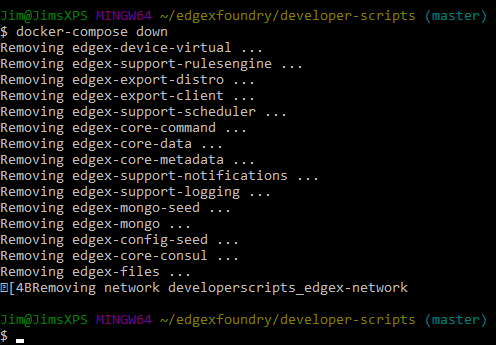 Jim@JimsXPS MINGW64 ~/edgexfoundry/developer-scripts (master)
$ docker-compose down
Removing edgex-device-virtual ...
Removing edgex-support-rulesengine ...
Removing edgex-export-distro ...
Removing edgex-export-client ...
Removing edgex-support-scheduler ...
Removing edgex-core-command ...
Removing edgex-core-data ...
Removing edgex-core-metadata ...
Removing edgex-support-notifications ...
Removing edgex-support-logging ...
Removing edgex-mongo-seed ...
Removing edgex-mongo ...
Removing edgex-config-seed ...
Removing edgex-core-consul ...
Removing edgex-files ...
[4BRemoving network developerscripts_edgex-network
Jim@JimsXPS MINGW64 ~/edgexfoundry/developer-scripts (master)
$